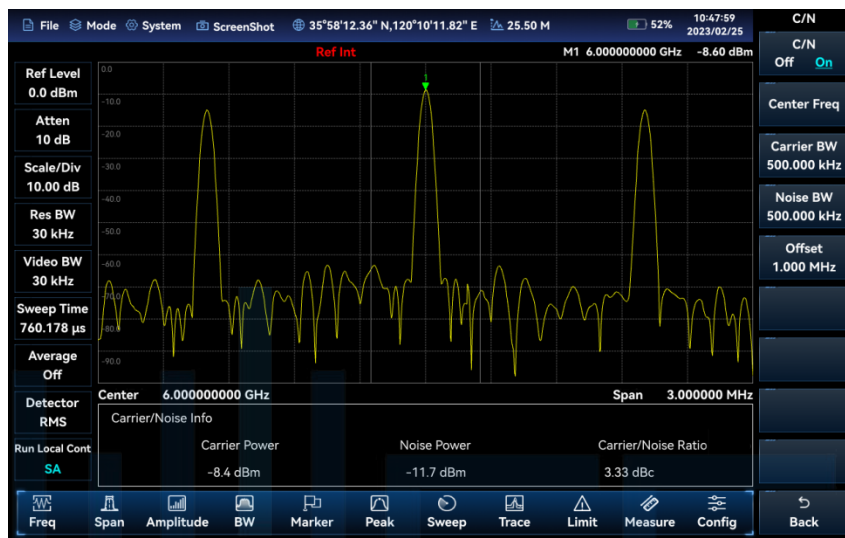 File Mode System ScreenShot 35°58'12.36" N,120°10'11.82" E 25.50 M 52% 10:47:59 2023/02/25
Ref Int M1 6.000000000 GHz -8.60 dBm
Ref Level
0.0 dBm
Atten
10 dB
Scale/Div
10.00 dB
Res BW
30 kHz
Video BW
30 kHz
Sweep Time
760.178 μs
Average
Off
Detector
RMS
Run Local Cont
SA
0.0
-10.0
-20.0
-30.0
-40.0
-50.0
-60.0
-70.0
-80.0
-90.0
1
Center 6.000000000 GHz Span 3.000000 MHz
Carrier/Noise Info
Carrier Power Noise Power Carrier/Noise Ratio
-8.4 dBm -11.7 dBm 3.33 dBc
C/N
C/N
Off On
Center Freq
Carrier BW
500.000 kHz
Noise BW
500.000 kHz
Offset
1.000 MHz
Freq Span Amplitude BW Marker Peak Sweep Trace Limit Measure Config Back